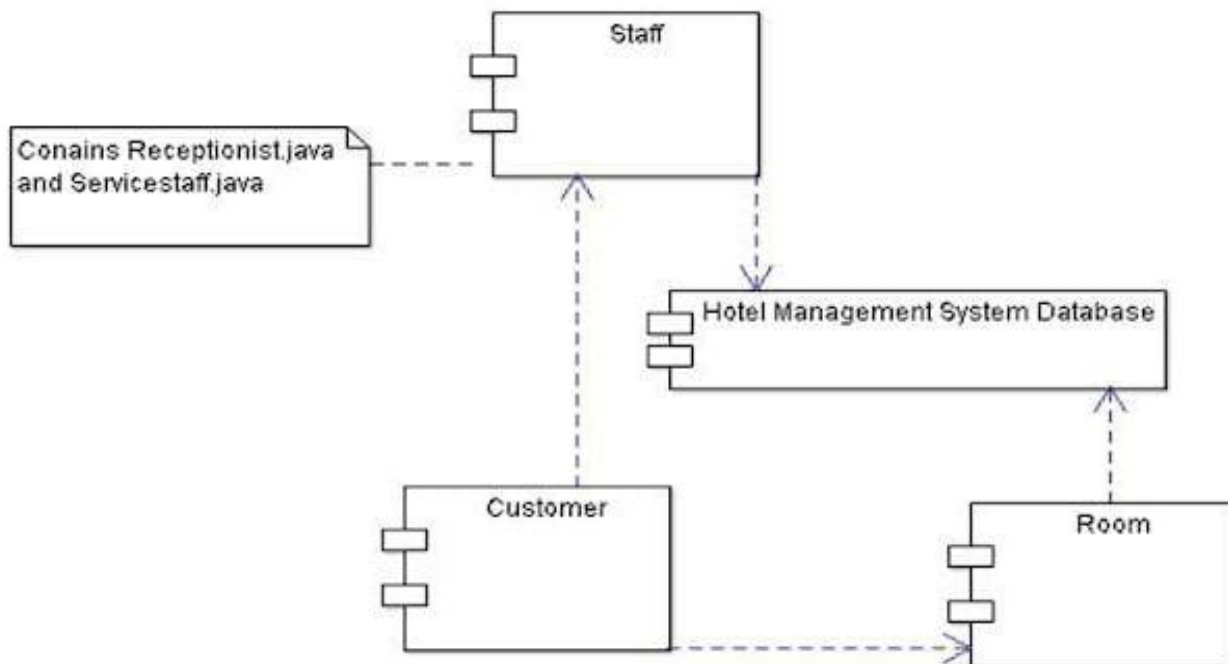 Staff
Conains Receptionist.java
and Servicestaff.java
Hotel Management System Database
Customer
Room